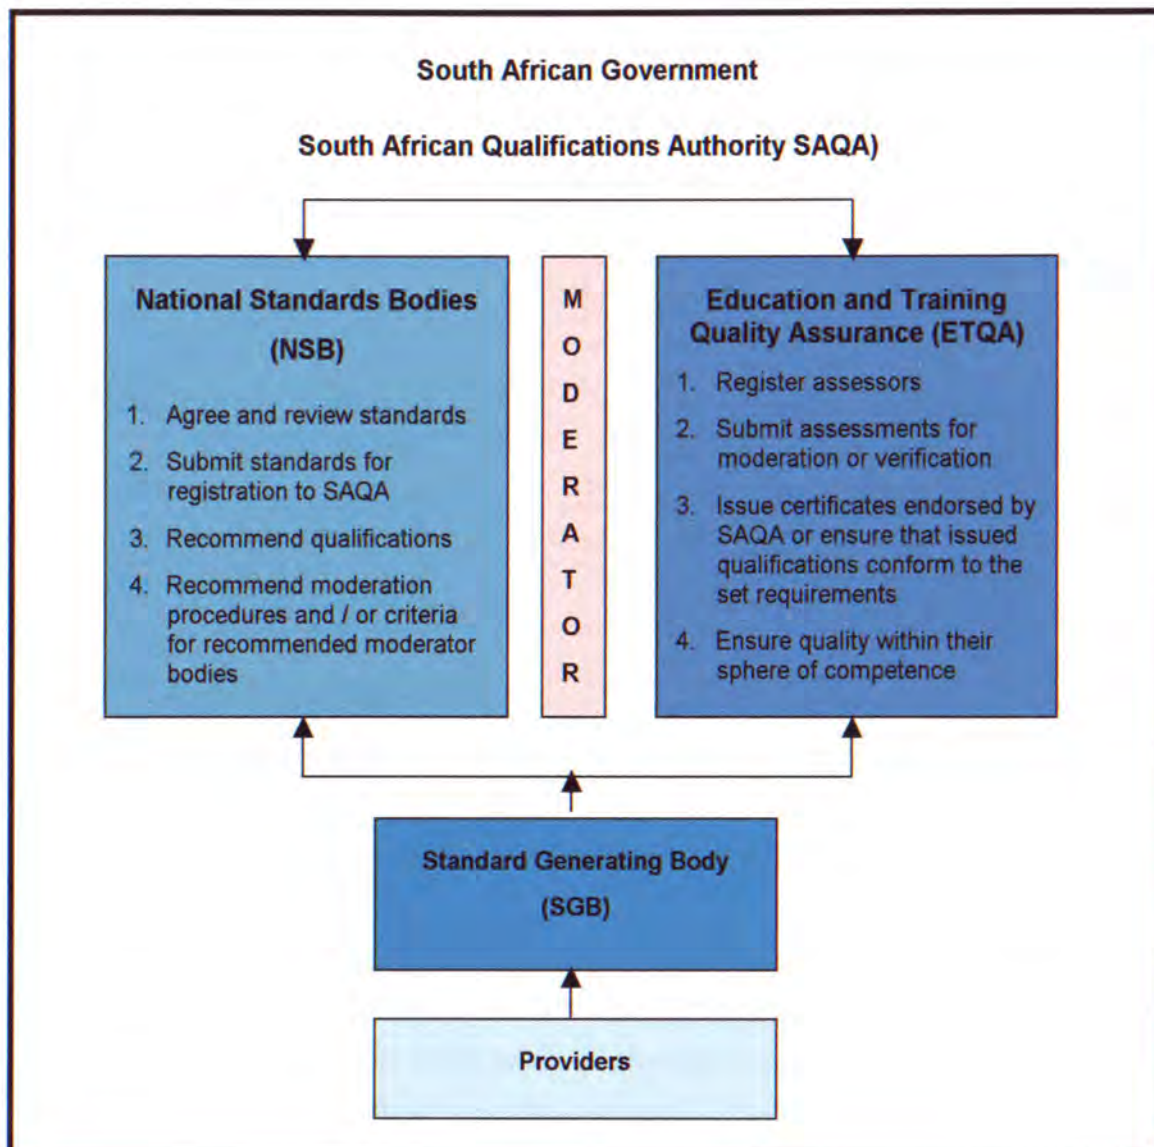 South African Government
South African Qualifications Authority SAQA)
National Standards Bodies
(NSB)
1. Agree and review standards
2. Submit standards for
registration to SAQA
3. Recommend qualifications
4. Recommend moderation
procedures and / or criteria
for recommended moderator
bodies
M
O
D
E
R
A
T
O
R
Education and Training
Quality Assurance (ETQA)
1. Register assessors
2. Submit assessments for
moderation or verification
3. Issue certificates endorsed by
SAQA or ensure that issued
qualifications conform to the
set requirements
4. Ensure quality within their
sphere of competence
Standard Generating Body
(SGB)
Providers